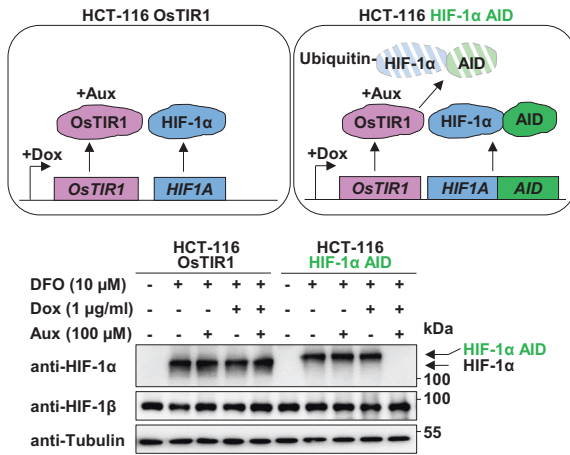 HCT-116 OsTIR1
+Aux
OsTIR1 HIF-1α
+Dox
OsTIR1 HIF1A
HCT-116 HIF-1α AID
Ubiquitin- HIF-1α AID
+Aux
OsTIR1 HIF-1α AID
+Dox
OsTIR1 HIF1A AID
HCT-116 HCT-116
OsTIR1 HIF-1α AID
DFO (10 µM) - + + + + - + + + +
Dox (1 µg/ml) - - - + + - - - + +
Aux (100 µM) - - + - + - - + - +
kDa
anti-HIF-1α HIF-1α AID
HIF-1α
100
anti-HIF-1β 100
anti-Tubulin 55